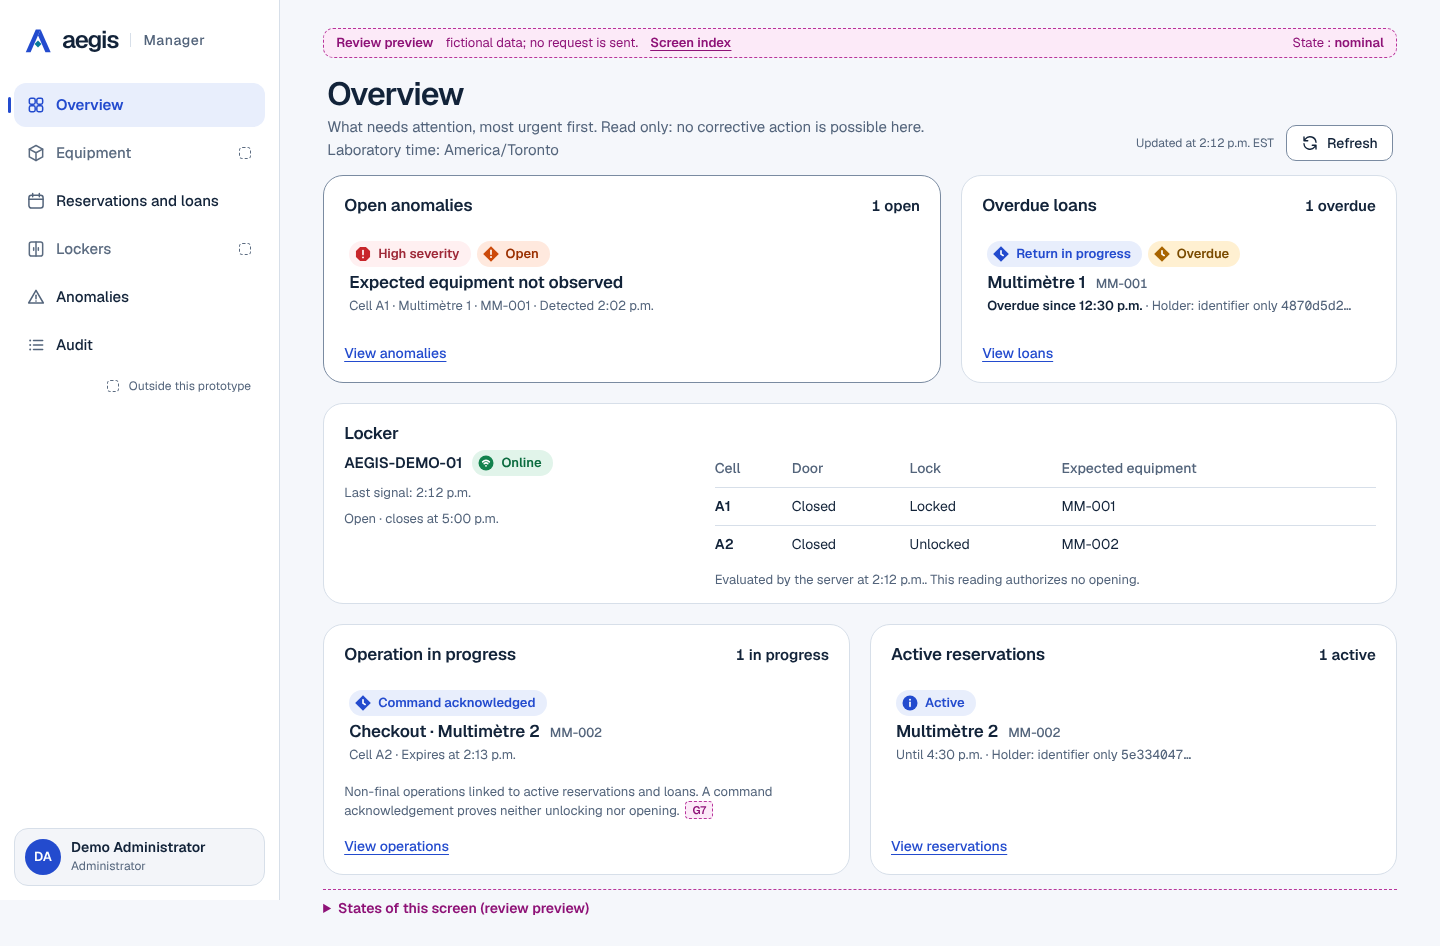 aegis Manager
Overview
Equipment
Reservations and loans
Lockers
Anomalies
Audit
Outside this prototype
DA
Demo Administrator
Administrator
Review preview fictional data; no request is sent. Screen index
State : nominal
Overview
What needs attention, most urgent first. Read only: no corrective action is possible here.
Laboratory time: America/Toronto
Updated at 2:12 p.m. EST
Refresh
Open anomalies
1 open
High severity
Open
Expected equipment not observed
Cell A1 · Multimètre 1 · MM-001 · Detected 2:02 p.m.
View anomalies
Overdue loans
1 overdue
Return in progress
Overdue
Multimètre 1 MM-001
Overdue since 12:30 p.m. · Holder: identifier only 4870d5d2…
View loans
Locker
AEGIS-DEMO-01 Online
Last signal: 2:12 p.m.
Open · closes at 5:00 p.m.
Cell Door Lock Expected equipment
A1 Closed Locked MM-001
A2 Closed Unlocked MM-002
Evaluated by the server at 2:12 p.m.. This reading authorizes no opening.
Operation in progress
1 in progress
Command acknowledged
Checkout · Multimètre 2 MM-002
Cell A2 · Expires at 2:13 p.m.
Non-final operations linked to active reservations and loans. A command
acknowledgement proves neither unlocking nor opening. G7
View operations
Active reservations
1 active
Active
Multimètre 2 MM-002
Until 4:30 p.m. · Holder: identifier only 5e334047…
View reservations
States of this screen (review preview)